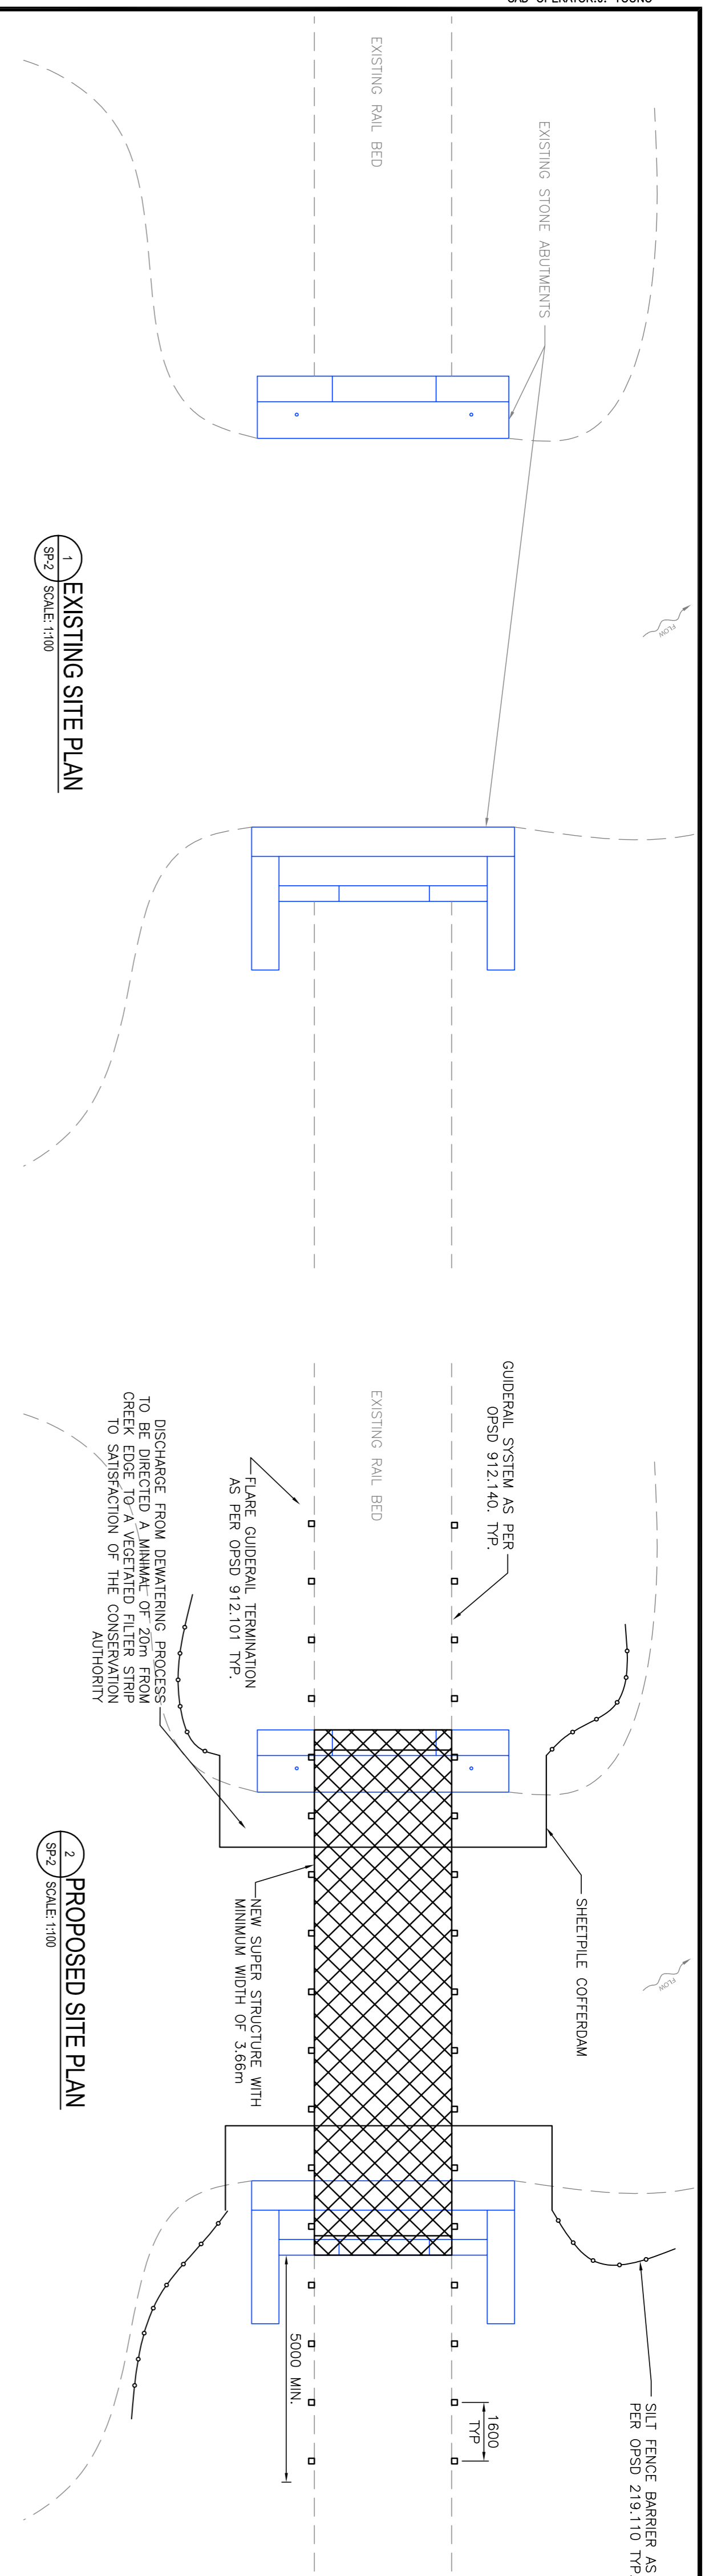 EXISTING RAIL BED
EXISTING STONE ABUTMENTS
FLOW
1
SP-2
EXISTING SITE PLAN
SCALE: 1:100
EXISTING RAIL BED
GUIDERAIL SYSTEM AS PER
OPSD 912.140. TYP.
FLARE GUIDERAIL TERMINATION
AS PER OPSD 912.101 TYP.
DISCHARGE FROM DEWATERING PROCESS
TO BE DIRECTED A MINIMAL OF 20m FROM
CREEK EDGE TO A VEGETATED FILTER STRIP
TO SATISFACTION OF THE CONSERVATION
AUTHORITY
SHEETPILE COFFERDAM
NEW SUPER STRUCTURE WITH
MINIMUM WIDTH OF 3.66m
FLOW
2
SP-2
PROPOSED SITE PLAN
SCALE: 1:100
5000 MIN.
1600
TYP
SILT FENCE BARRIER AS
PER OPSD 219.110 TYP